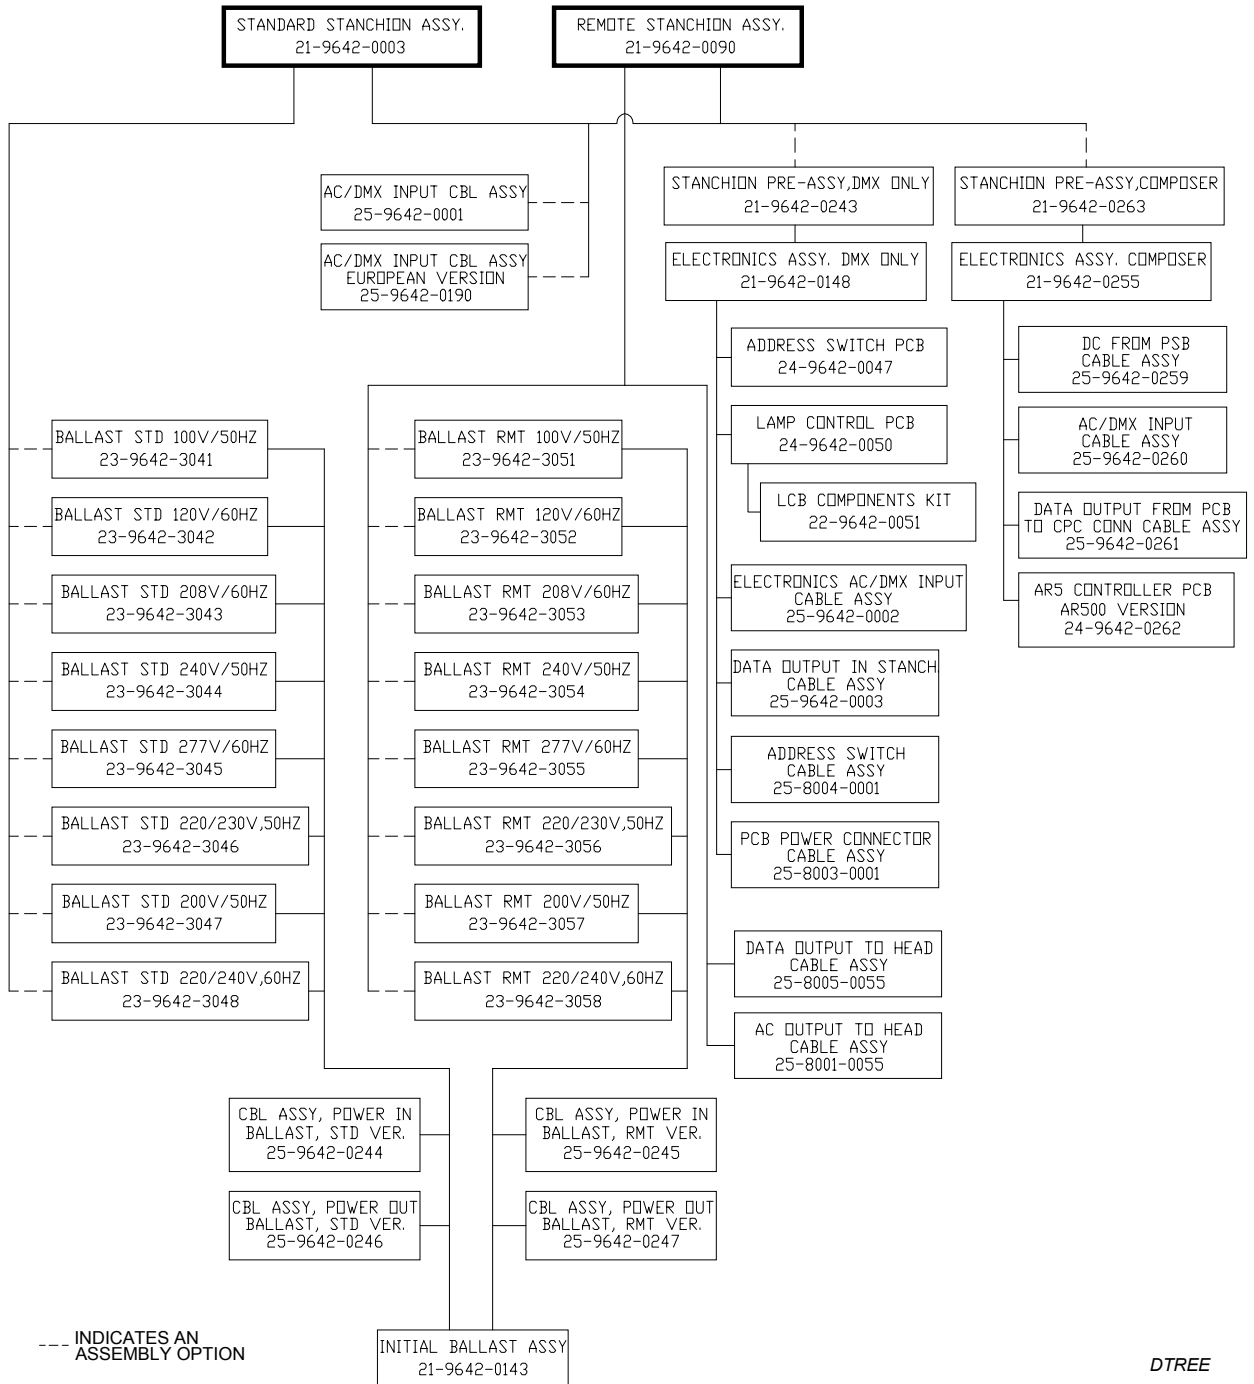 STANDARD STANCHION ASSY.
21-9642-0003
REMOTE STANCHION ASSY.
21-9642-0090
AC/DMX INPUT CBL ASSY
25-9642-0001
AC/DMX INPUT CBL ASSY
EUROPEAN VERSION
25-9642-0190
STANCHION PRE-ASSY,DMX ONLY
21-9642-0243
STANCHION PRE-ASSY,COMPOSER
21-9642-0263
ELECTRONICS ASSY. DMX ONLY
21-9642-0148
ELECTRONICS ASSY. COMPOSER
21-9642-0255
ADDRESS SWITCH PCB
24-9642-0047
LAMP CONTROL PCB
24-9642-0050
LCB COMPONENTS KIT
22-9642-0051
ELECTRONICS AC/DMX INPUT
CABLE ASSY
25-9642-0002
DATA OUTPUT IN STANCH.
CABLE ASSY
25-9642-0003
ADDRESS SWITCH
CABLE ASSY
25-8004-0001
PCB POWER CONNECTOR
CABLE ASSY
25-8003-0001
DC FROM PSB
CABLE ASSY
25-9642-0259
AC/DMX INPUT
CABLE ASSY
25-9642-0260
DATA OUTPUT FROM PCB
TO CPC CONN CABLE ASSY
25-9642-0261
AR5 CONTROLLER PCB
AR500 VERSION
24-9642-0262
BALLAST STD 100V/50HZ
23-9642-3041
BALLAST STD 120V/60HZ
23-9642-3042
BALLAST STD 208V/60HZ
23-9642-3043
BALLAST STD 240V/50HZ
23-9642-3044
BALLAST STD 277V/60HZ
23-9642-3045
BALLAST STD 220/230V,50HZ
23-9642-3046
BALLAST STD 200V/50HZ
23-9642-3047
BALLAST STD 220/240V,60HZ
23-9642-3048
BALLAST RMT 100V/50HZ
23-9642-3051
BALLAST RMT 120V/60HZ
23-9642-3052
BALLAST RMT 208V/60HZ
23-9642-3053
BALLAST RMT 240V/50HZ
23-9642-3054
BALLAST RMT 277V/60HZ
23-9642-3055
BALLAST RMT 220/230V,50HZ
23-9642-3056
BALLAST RMT 200V/50HZ
23-9642-3057
BALLAST RMT 220/240V,60HZ
23-9642-3058
DATA OUTPUT TO HEAD
CABLE ASSY
25-8005-0055
AC OUTPUT TO HEAD
CABLE ASSY
25-8001-0055
CBL ASSY, POWER IN
BALLAST, STD VER.
25-9642-0244
CBL ASSY, POWER IN
BALLAST, RMT VER.
25-9642-0245
CBL ASSY, POWER OUT
BALLAST, STD VER.
25-9642-0246
CBL ASSY, POWER OUT
BALLAST, RMT VER.
25-9642-0247
INITIAL BALLAST ASSY
21-9642-0143
--- INDICATES AN
ASSEMBLY OPTION
DTREE